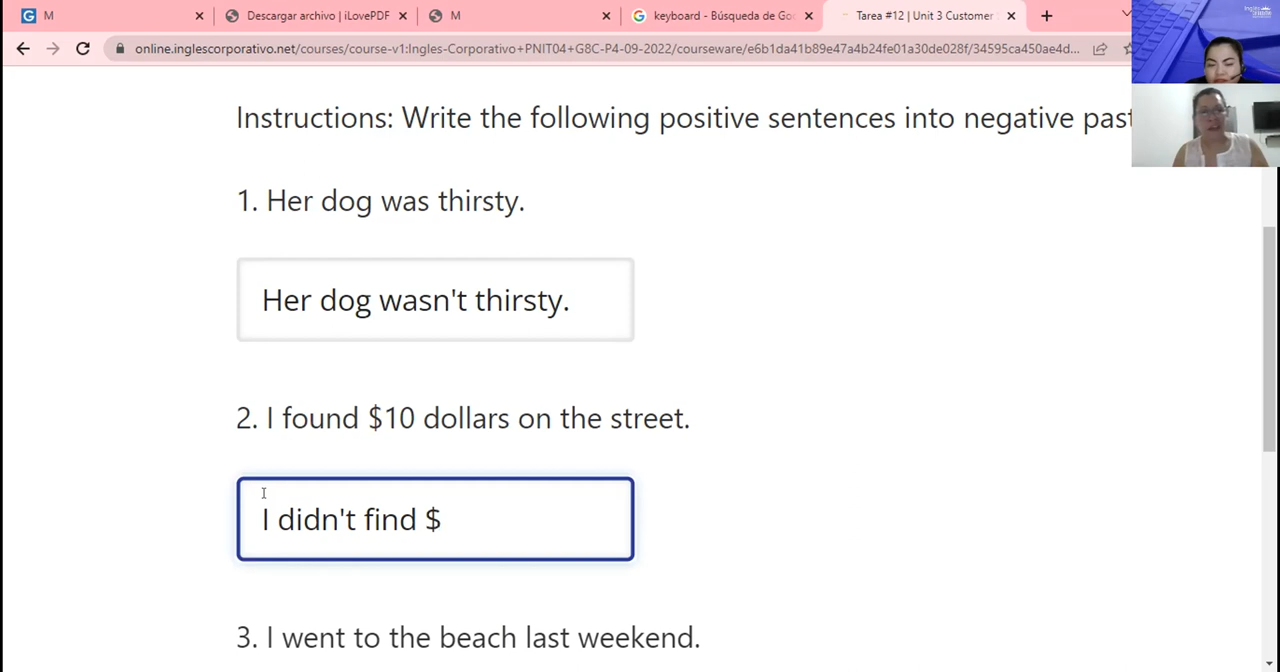 M
Descargar archivo | iLovePDF
M
keyboard - Búsqueda de Go
Tarea #12 | Unit 3 Customer
online.inglescorporativo.net/courses/course-v1:Ingles-Corporativo+PNIT04+G8C-P4-09-2022/courseware/e6b1da41b89e47a4b24fe01a30de028f/34595ca450ae4d...
Instructions: Write the following positive sentences into negative past
1. Her dog was thirsty.
Her dog wasn't thirsty.
2. I found $10 dollars on the street.
I didn't find $
3. I went to the beach last weekend.